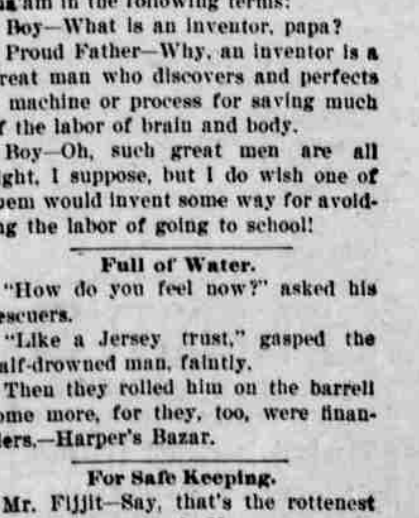 am in the following terms:
Boy—What is an inventor, papa?
Proud Father—Why, an inventor is a
reat man who discovers and perfects
machine or process for saving much
f the labor of brain and body.
Boy—Oh, such great men are all
ight, I suppose, but I do wish one of
hem would invent some way for avoid-
ng the labor of going to school!
Full of Water.
"How do you feel now?" asked his
escuers.
"Like a Jersey trust," gasped the
alf-drowned man, faintly.
Then they rolled him on the barrell
ome more, for they, too, were finan-
iers.—Harper's Bazar.
For Safe Keeping.
Mr. Fijjit—Say, that's the rottenest